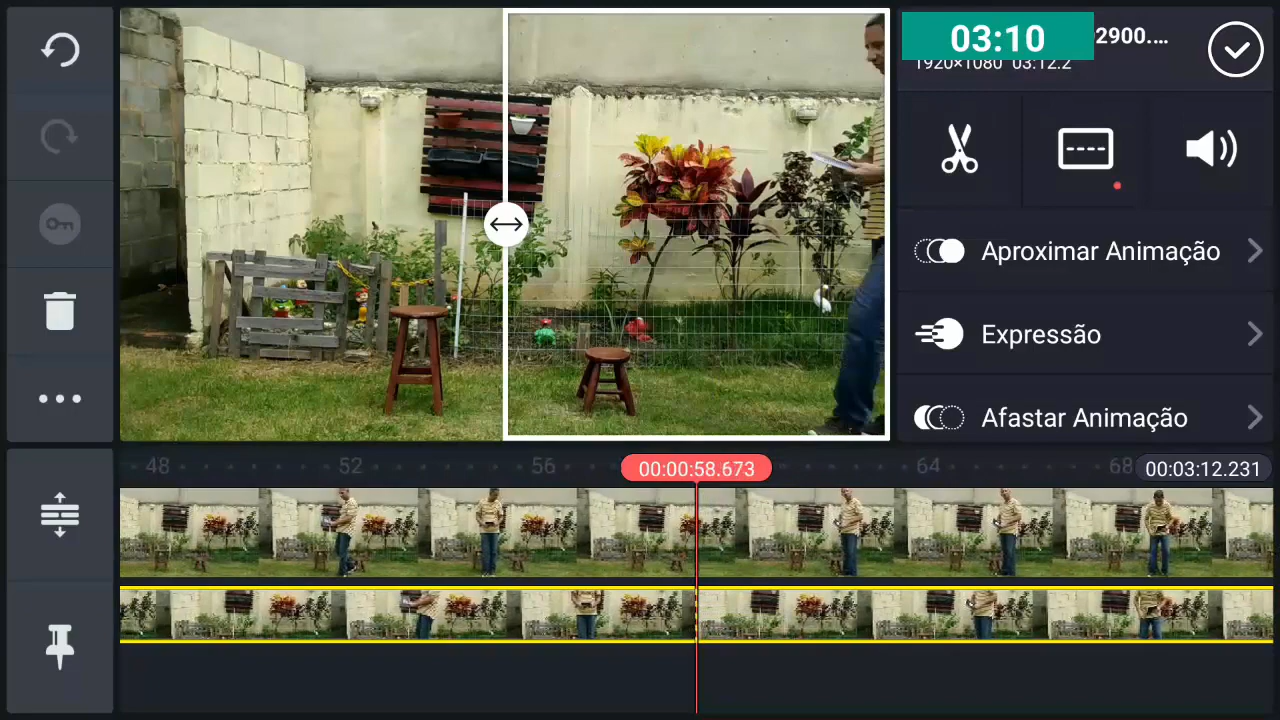 03:10
2900....
1920×1080 03:12.2
Aproximar Animação
Expressão
Afastar Animação
48 52 56 00:00:58.673 64 68 00:03:12.231